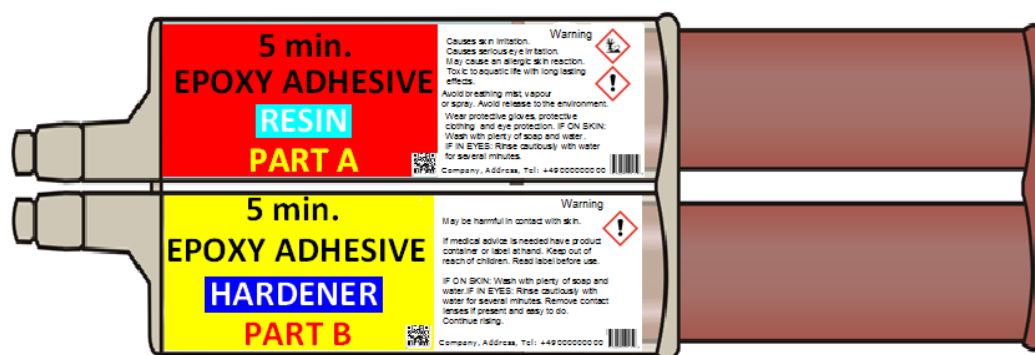 5 min.
EPOXY ADHESIVE
RESIN
PART A
Warning
Causes skin irritation.
Causes serious eye irritation.
May cause an allergic skin reaction.
Toxic to aquatic life with long lasting
effects.
Avoid breathing mist, vapour
or spray. Avoid release to the environment.
Wear protective gloves, protective
clothing and eye protection. IF ON SKIN:
Wash with plenty of soap and water.
IF IN EYES: Rinse cautiously with water
for several minutes.
Company, Address, Tel: +49000000000
5 min.
EPOXY ADHESIVE
HARDENER
PART B
Warning
May be harmful in contact with skin.
If medical advice is needed have product
container or label at hand. Keep out of
reach of children. Read label before use.
IF ON SKIN: Wash with plenty of soap and
water.IF IN EYES: Rinse cautiously with
water for several minutes. Remove contact
lenses if present and easy to do.
Continue rising.
Company, Address, Tel: +49000000000